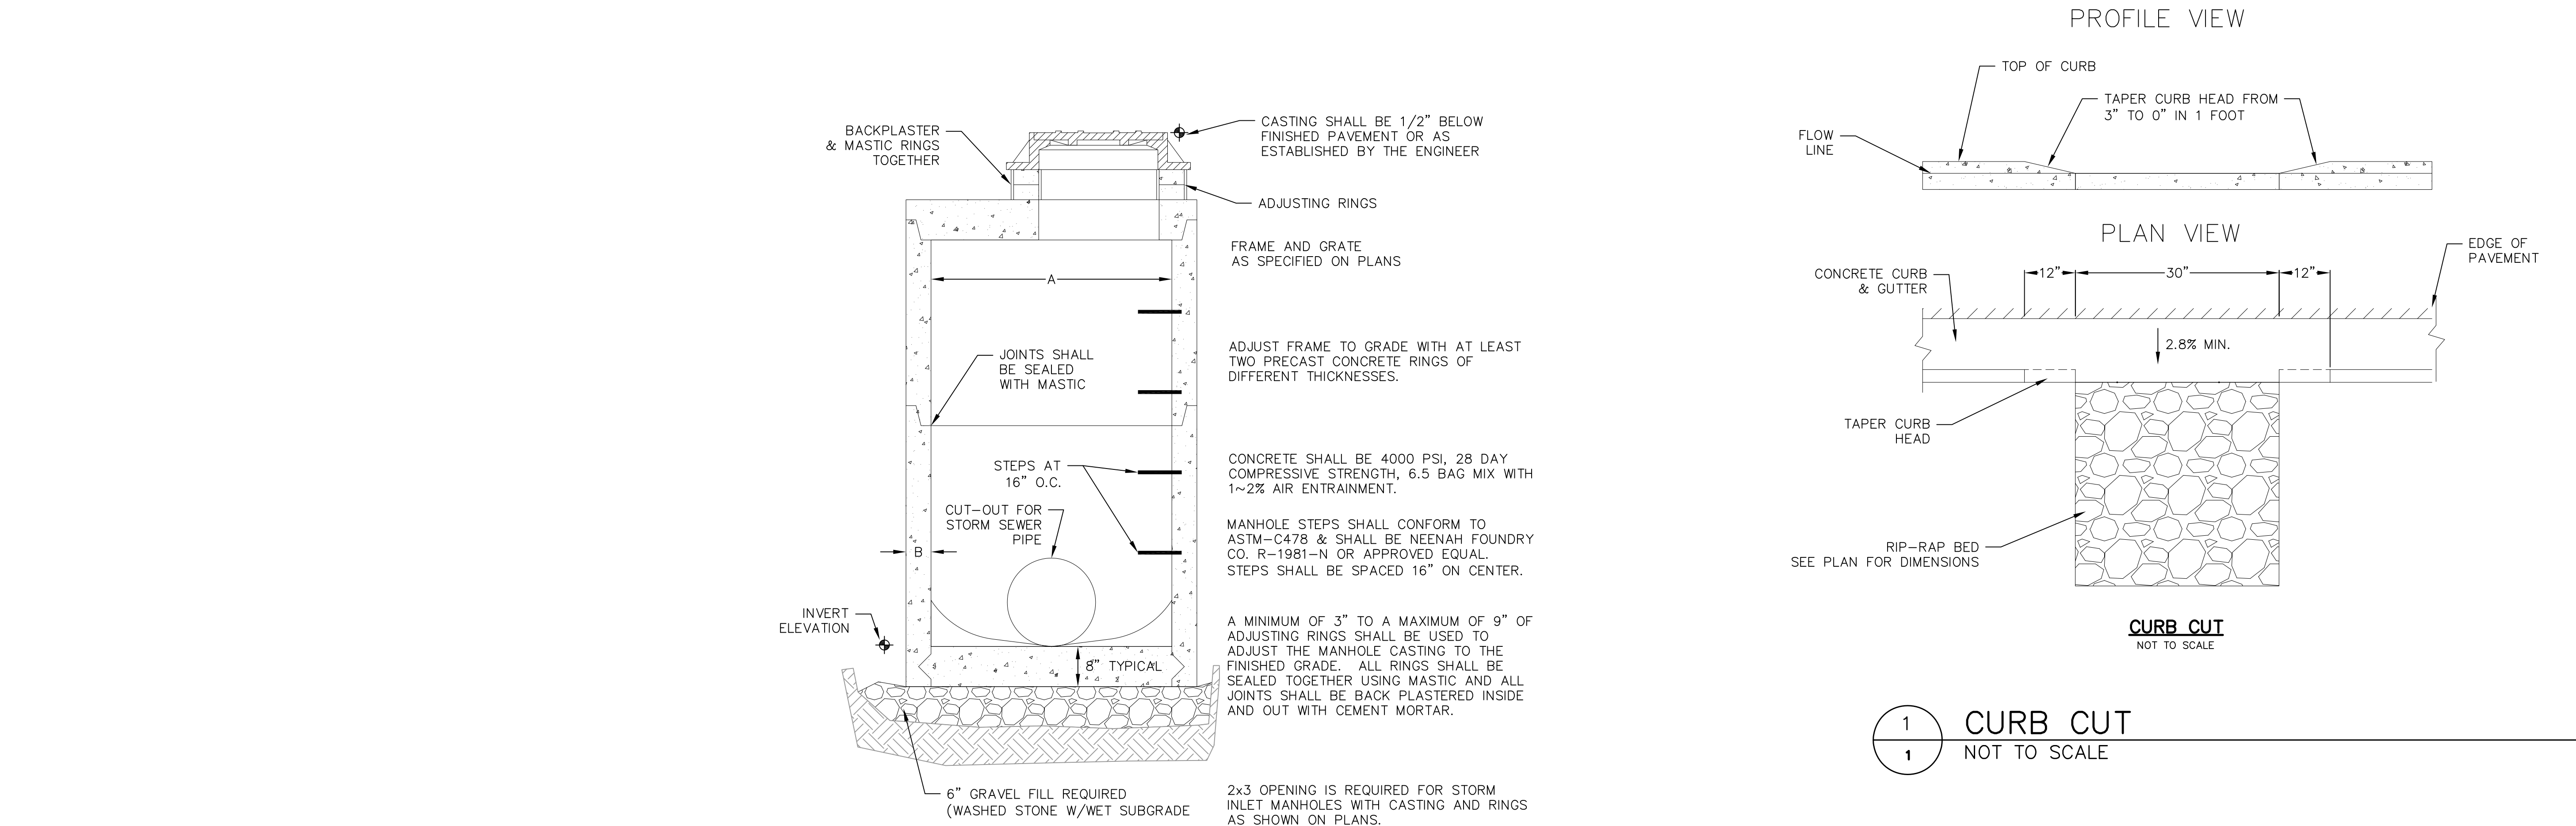 BACKPLASTER
& MASTIC RINGS
TOGETHER
CASTING SHALL BE 1/2" BELOW
FINISHED PAVEMENT OR AS
ESTABLISHED BY THE ENGINEER
ADJUSTING RINGS
FRAME AND GRATE
AS SPECIFIED ON PLANS
A
JOINTS SHALL
BE SEALED
WITH MASTIC
ADJUST FRAME TO GRADE WITH AT LEAST
TWO PRECAST CONCRETE RINGS OF
DIFFERENT THICKNESSES.
STEPS AT
16" O.C.
CONCRETE SHALL BE 4000 PSI, 28 DAY
COMPRESSIVE STRENGTH, 6.5 BAG MIX WITH
1~2% AIR ENTRAINMENT.
CUT-OUT FOR
STORM SEWER
PIPE
B
MANHOLE STEPS SHALL CONFORM TO
ASTM-C478 & SHALL BE NEENAH FOUNDRY
CO. R-1981-N OR APPROVED EQUAL.
STEPS SHALL BE SPACED 16" ON CENTER.
INVERT
ELEVATION
8" TYPICAL
A MINIMUM OF 3" TO A MAXIMUM OF 9" OF
ADJUSTING RINGS SHALL BE USED TO
ADJUST THE MANHOLE CASTING TO THE
FINISHED GRADE. ALL RINGS SHALL BE
SEALED TOGETHER USING MASTIC AND ALL
JOINTS SHALL BE BACK PLASTERED INSIDE
AND OUT WITH CEMENT MORTAR.
6" GRAVEL FILL REQUIRED
(WASHED STONE W/WET SUBGRADE
2x3 OPENING IS REQUIRED FOR STORM
INLET MANHOLES WITH CASTING AND RINGS
AS SHOWN ON PLANS.
PROFILE VIEW
TOP OF CURB
TAPER CURB HEAD FROM
3" TO 0" IN 1 FOOT
FLOW
LINE
PLAN VIEW
EDGE OF
PAVEMENT
CONCRETE CURB
& GUTTER
12"
30"
12"
2.8% MIN.
TAPER CURB
HEAD
RIP-RAP BED
SEE PLAN FOR DIMENSIONS
CURB CUT
NOT TO SCALE
1
CURB CUT
1
NOT TO SCALE